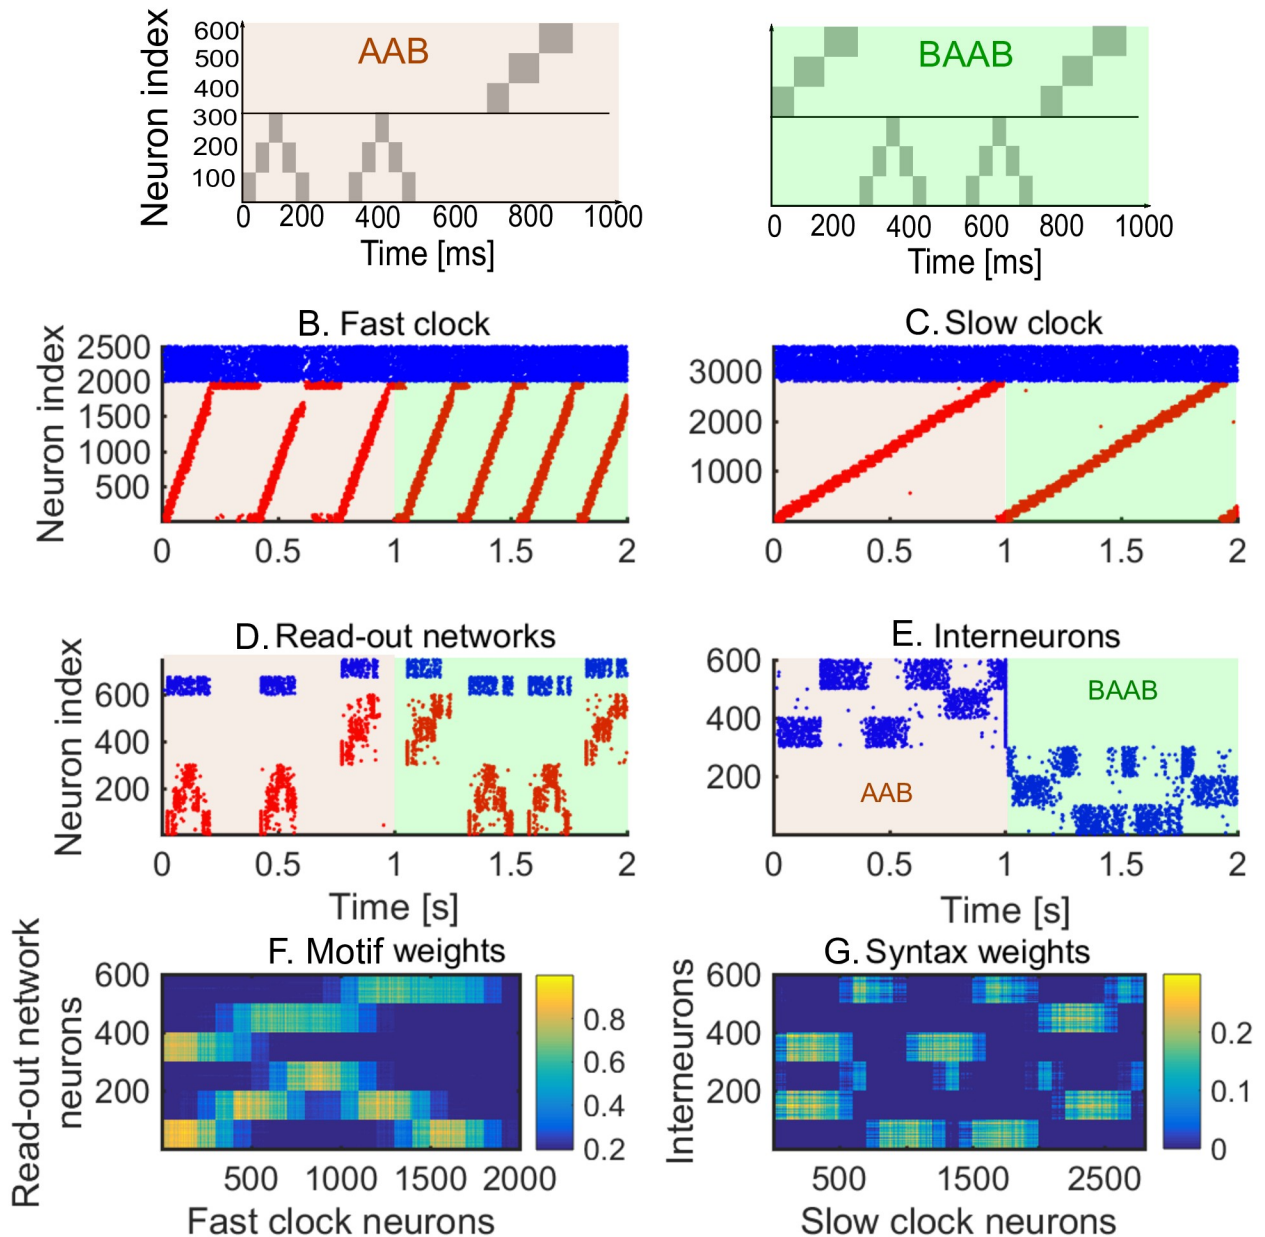 Neuron index
600
500
400
300
200
100
AAB
0 200 400 600 800 1000
Time [ms]
BAAB
0 200 400 600 800 1000
Time [ms]
B. Fast clock
Neuron index
2500
2000
1500
1000
500
0 0.5 1 1.5 2
C. Slow clock
3000
2000
1000
0 0.5 1 1.5 2
D. Read-out networks
Neuron index
600
400
200
0 0.5 1 1.5 2
Time [s]
E. Interneurons
600
400
200
BAAB
AAB
0 0.5 1 1.5 2
Time [s]
F. Motif weights
Read-out network
neurons
600
400
200
500 1000 1500 2000
Fast clock neurons
0.8
0.6
0.4
0.2
G. Syntax weights
Interneurons
600
400
200
500 1500 2500
Slow clock neurons
0.2
0.1
0